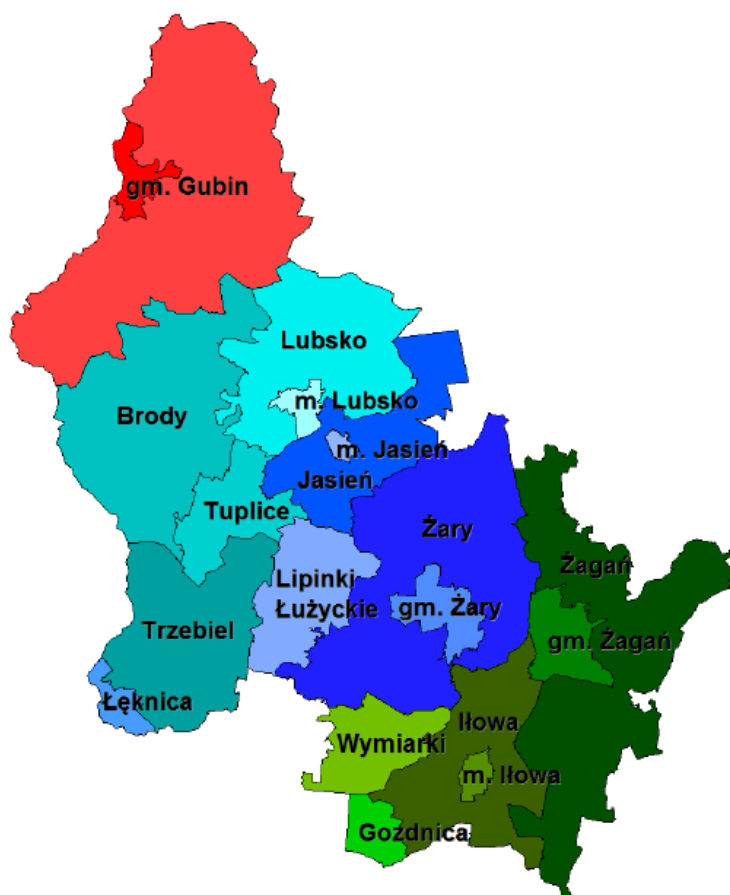 gm. Gubin
Lubsko
m. Lubsko
Brody
m. Jasień
Jasień
Tuplice
Żary
Żagań
Lipinki
Łużyckie
gm. Żary
Trzebiel
gm. Żagań
Łęknica
Iłowa
Wymiarki
m. Iłowa
Gozdnica